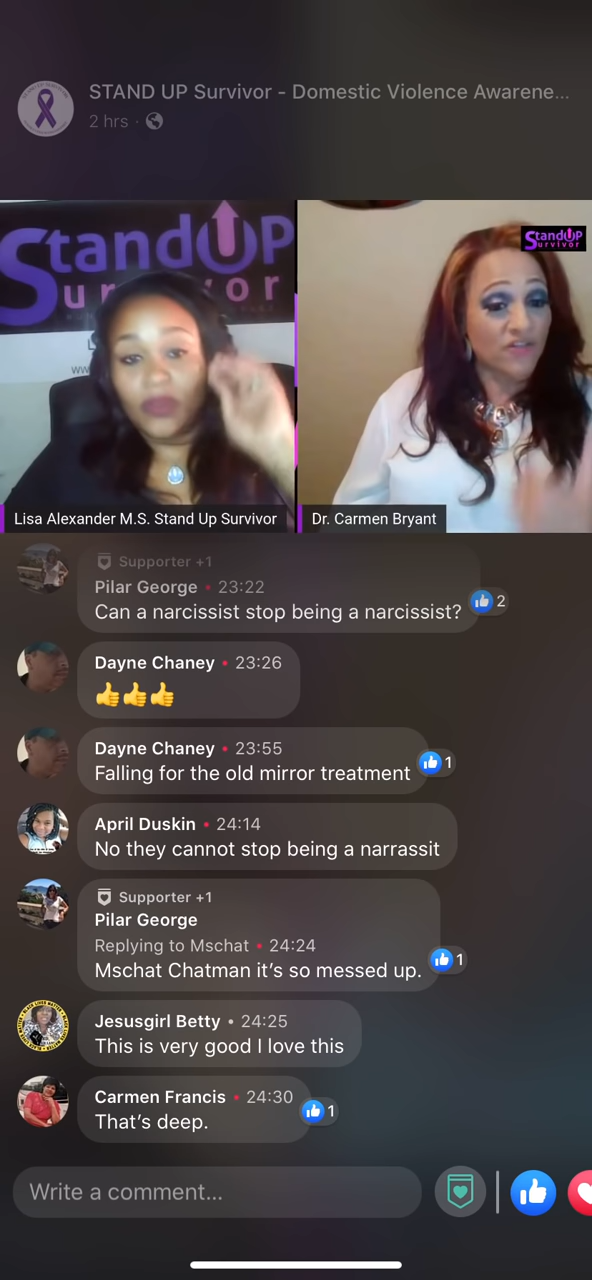 STAND UP Survivor - Domestic Violence Awarene...
2 hrs ·
StandUP
Survivor
StandUP
Survivor
Lisa Alexander M.S. Stand Up Survivor
Dr. Carmen Bryant
Supporter +1
Pilar George • 23:22
Can a narcissist stop being a narcissist?
2
Dayne Chaney • 23:26
👍👍👍
Dayne Chaney • 23:55
Falling for the old mirror treatment
1
April Duskin • 24:14
No they cannot stop being a narrassit
Supporter +1
Pilar George
Replying to Mschat • 24:24
Mschat Chatman it’s so messed up.
1
Jesusgirl Betty • 24:25
This is very good I love this
Carmen Francis • 24:30
That’s deep.
1
Write a comment...